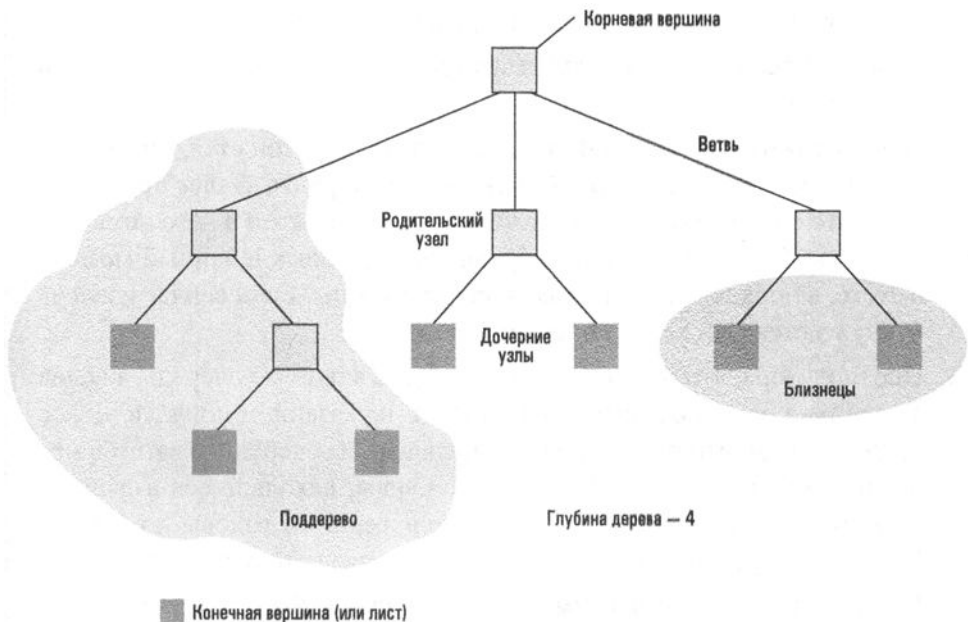 Корневая вершина
Ветвь
Родительский
узел
Дочерние
узлы
Близнецы
Поддерево
Глубина дерева — 4
Конечная вершина (или лист)